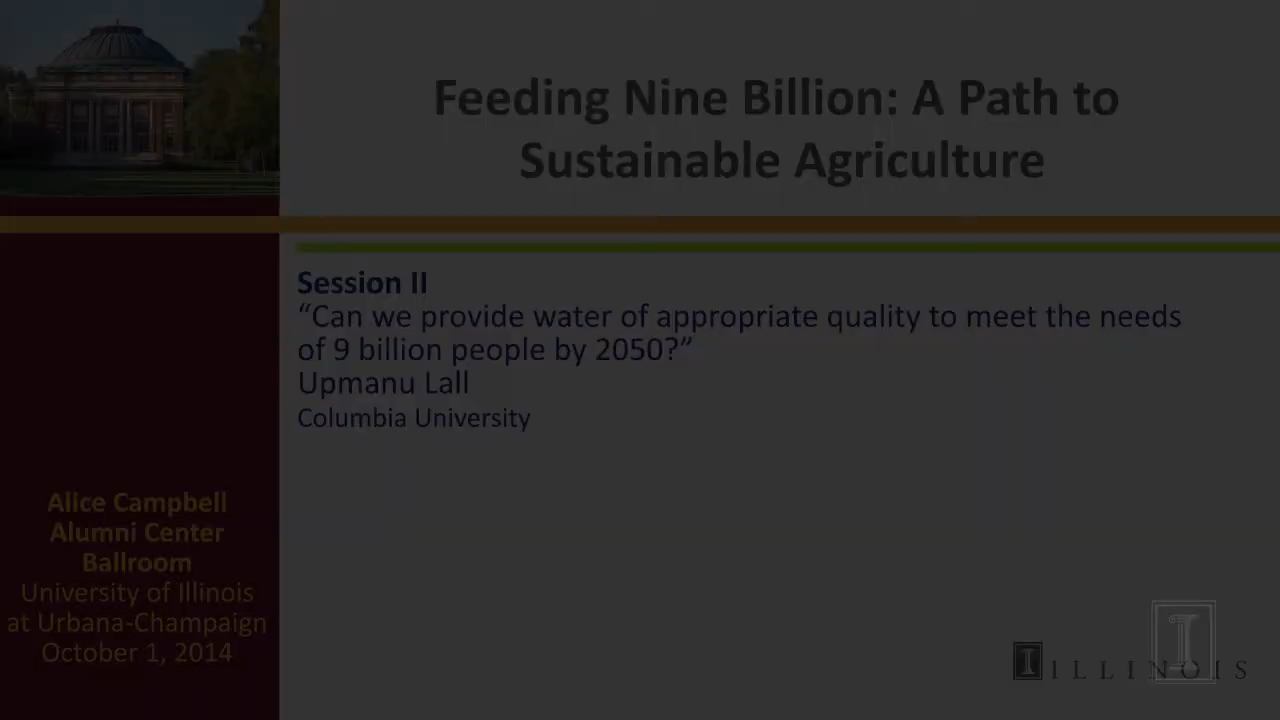 Feeding Nine Billion: A Path to
Sustainable Agriculture
Session II
“Can we provide water of appropriate quality to meet the needs
of 9 billion people by 2050?”
Upmanu Lall
Columbia University
Alice Campbell
Alumni Center
Ballroom
University of Illinois
at Urbana-Champaign
October 1, 2014
I ILLINOIS
I